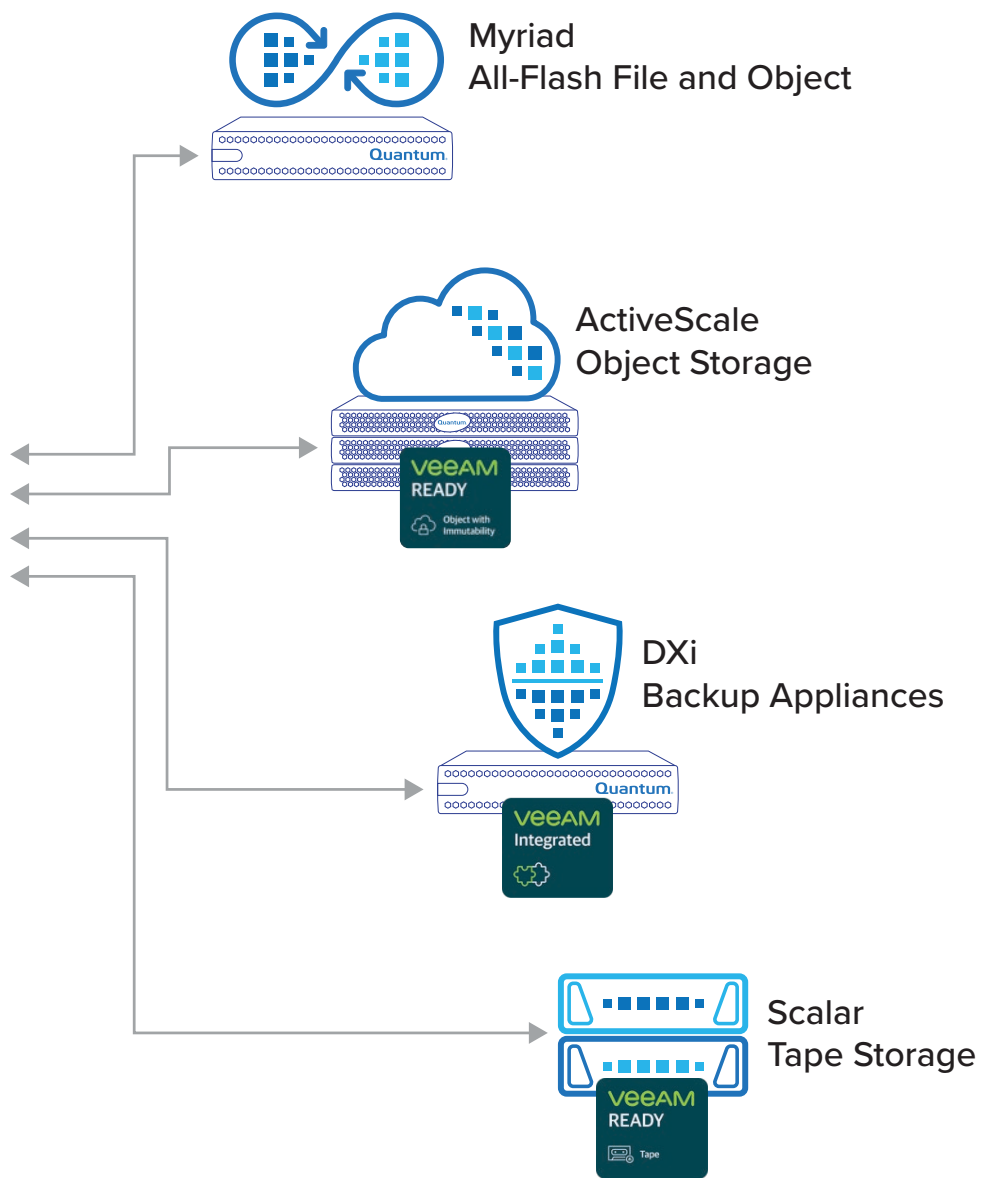 Myriad
All-Flash File and Object
Quantum.
ActiveScale
Object Storage
Quantum
veeAM
READY
Object with
Immutability
DXi
Backup Appliances
Quantum.
veeAM
Integrated
Scalar
Tape Storage
veeAM
READY
Tape